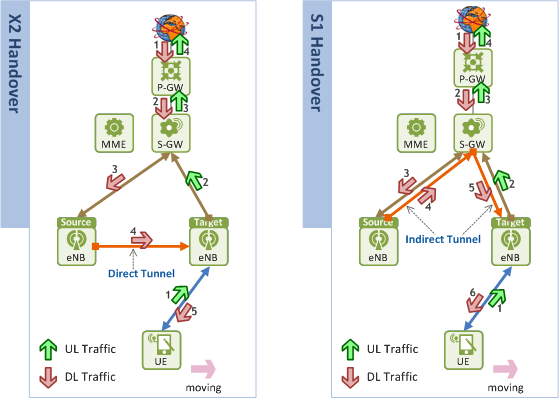 X2 Handover
1
4
P-GW
2
3
MME
S-GW
3
2
Source
eNB
4
Target
eNB
Direct Tunnel
1
5
UE
UL Traffic
DL Traffic
moving
S1 Handover
1
4
P-GW
2
3
MME
S-GW
3
4
5
2
Source
eNB
Target
eNB
Indirect Tunnel
6
1
UE
UL Traffic
DL Traffic
moving